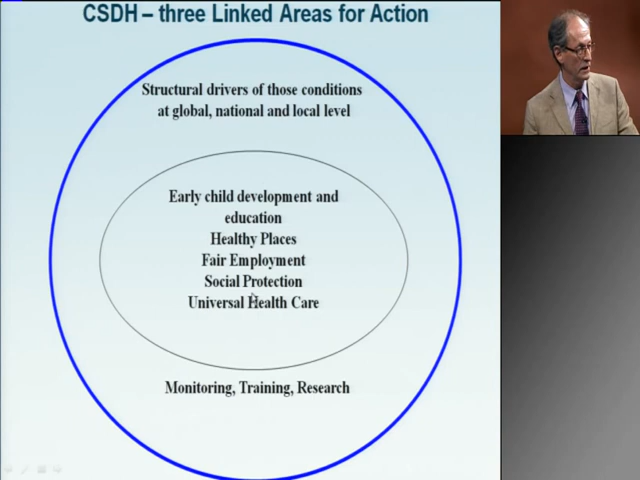 CSDH – three Linked Areas for Action
Structural drivers of those conditions
at global, national and local level
Early child development and
education
Healthy Places
Fair Employment
Social Protection
Universal Health Care
Monitoring, Training, Research